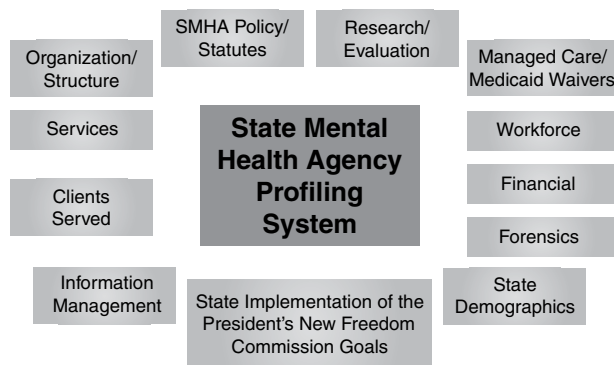 SMHA Policy/
Statutes
Research/
Evaluation
Organization/
Structure
Managed Care/
Medicaid Waivers
Services
State Mental
Health Agency
Profiling
System
Workforce
Clients
Served
Financial
Forensics
Information
Management
State Implementation of the
President's New Freedom
Commission Goals
State
Demographics